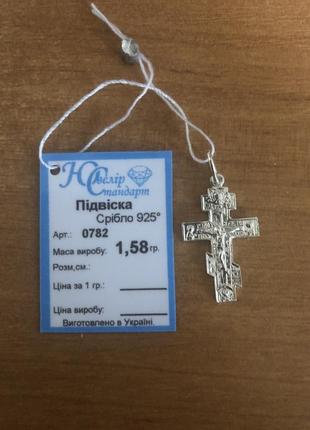 Ювелір
Стандарт
Підвіска
Срібло 925°
Арт.: 0782
Маса виробу: 1,58 гр.
Розм,см.:
Ціна за 1 гр.:
Ціна виробу:
Виготовлено в Україні